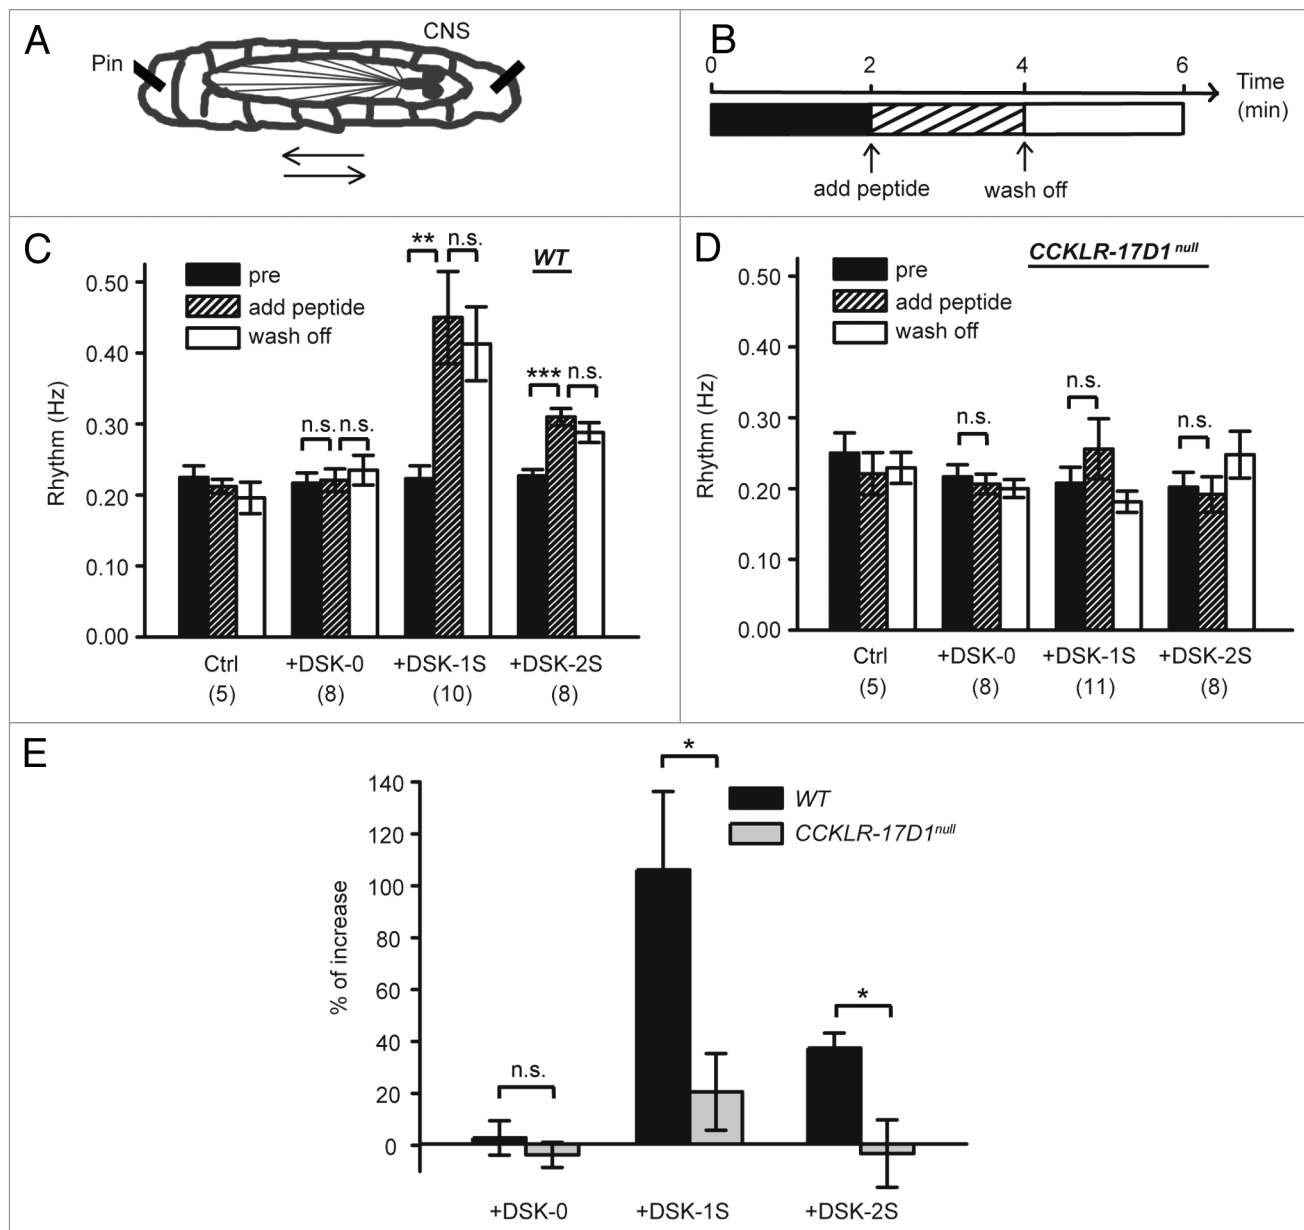 A
CNS
Pin
B
0 2 4 6
Time
(min)
add peptide
wash off
C
** n.s.
WT
0.50
0.40
0.30
0.20
0.10
0.00
Rhythm (Hz)
pre
add peptide
wash off
n.s. n.s.
*** n.s.
Ctrl +DSK-0 +DSK-1S +DSK-2S
(5) (8) (10) (8)
D
CCKLR-17D1null
0.50
0.40
0.30
0.20
0.10
0.00
Rhythm (Hz)
pre
add peptide
wash off
n.s.
n.s.
n.s.
Ctrl +DSK-0 +DSK-1S +DSK-2S
(5) (8) (11) (8)
E
140
120
100
80
60
40
20
0
% of increase
WT
CCKLR-17D1null
n.s.
*
*
+DSK-0 +DSK-1S +DSK-2S